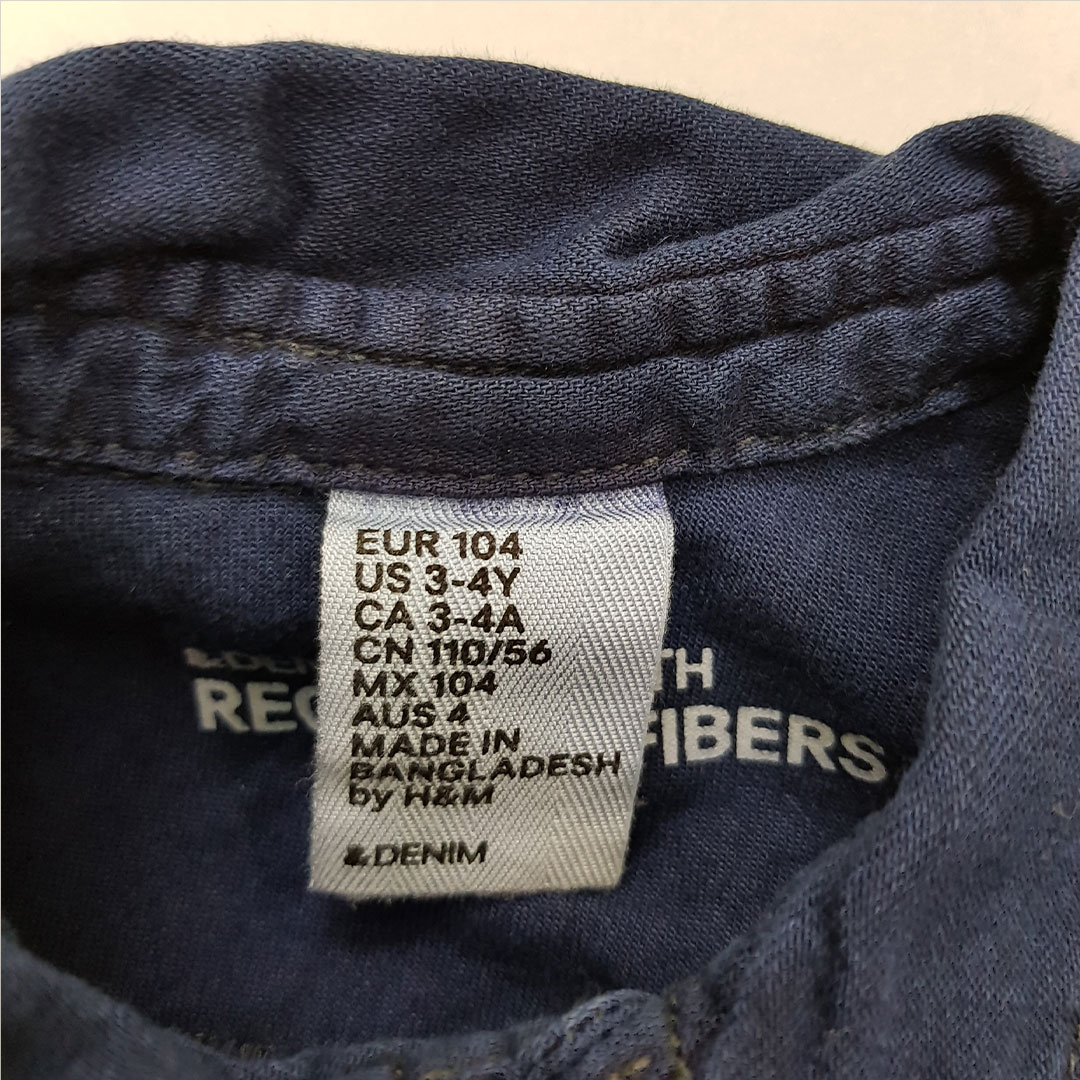 EUR 104
US 3-4Y
CA 3-4A
CN 110/56
MX 104
AUS 4
MADE IN
BANGLADESH
by H&M
&DENIM
TH
FIBERS